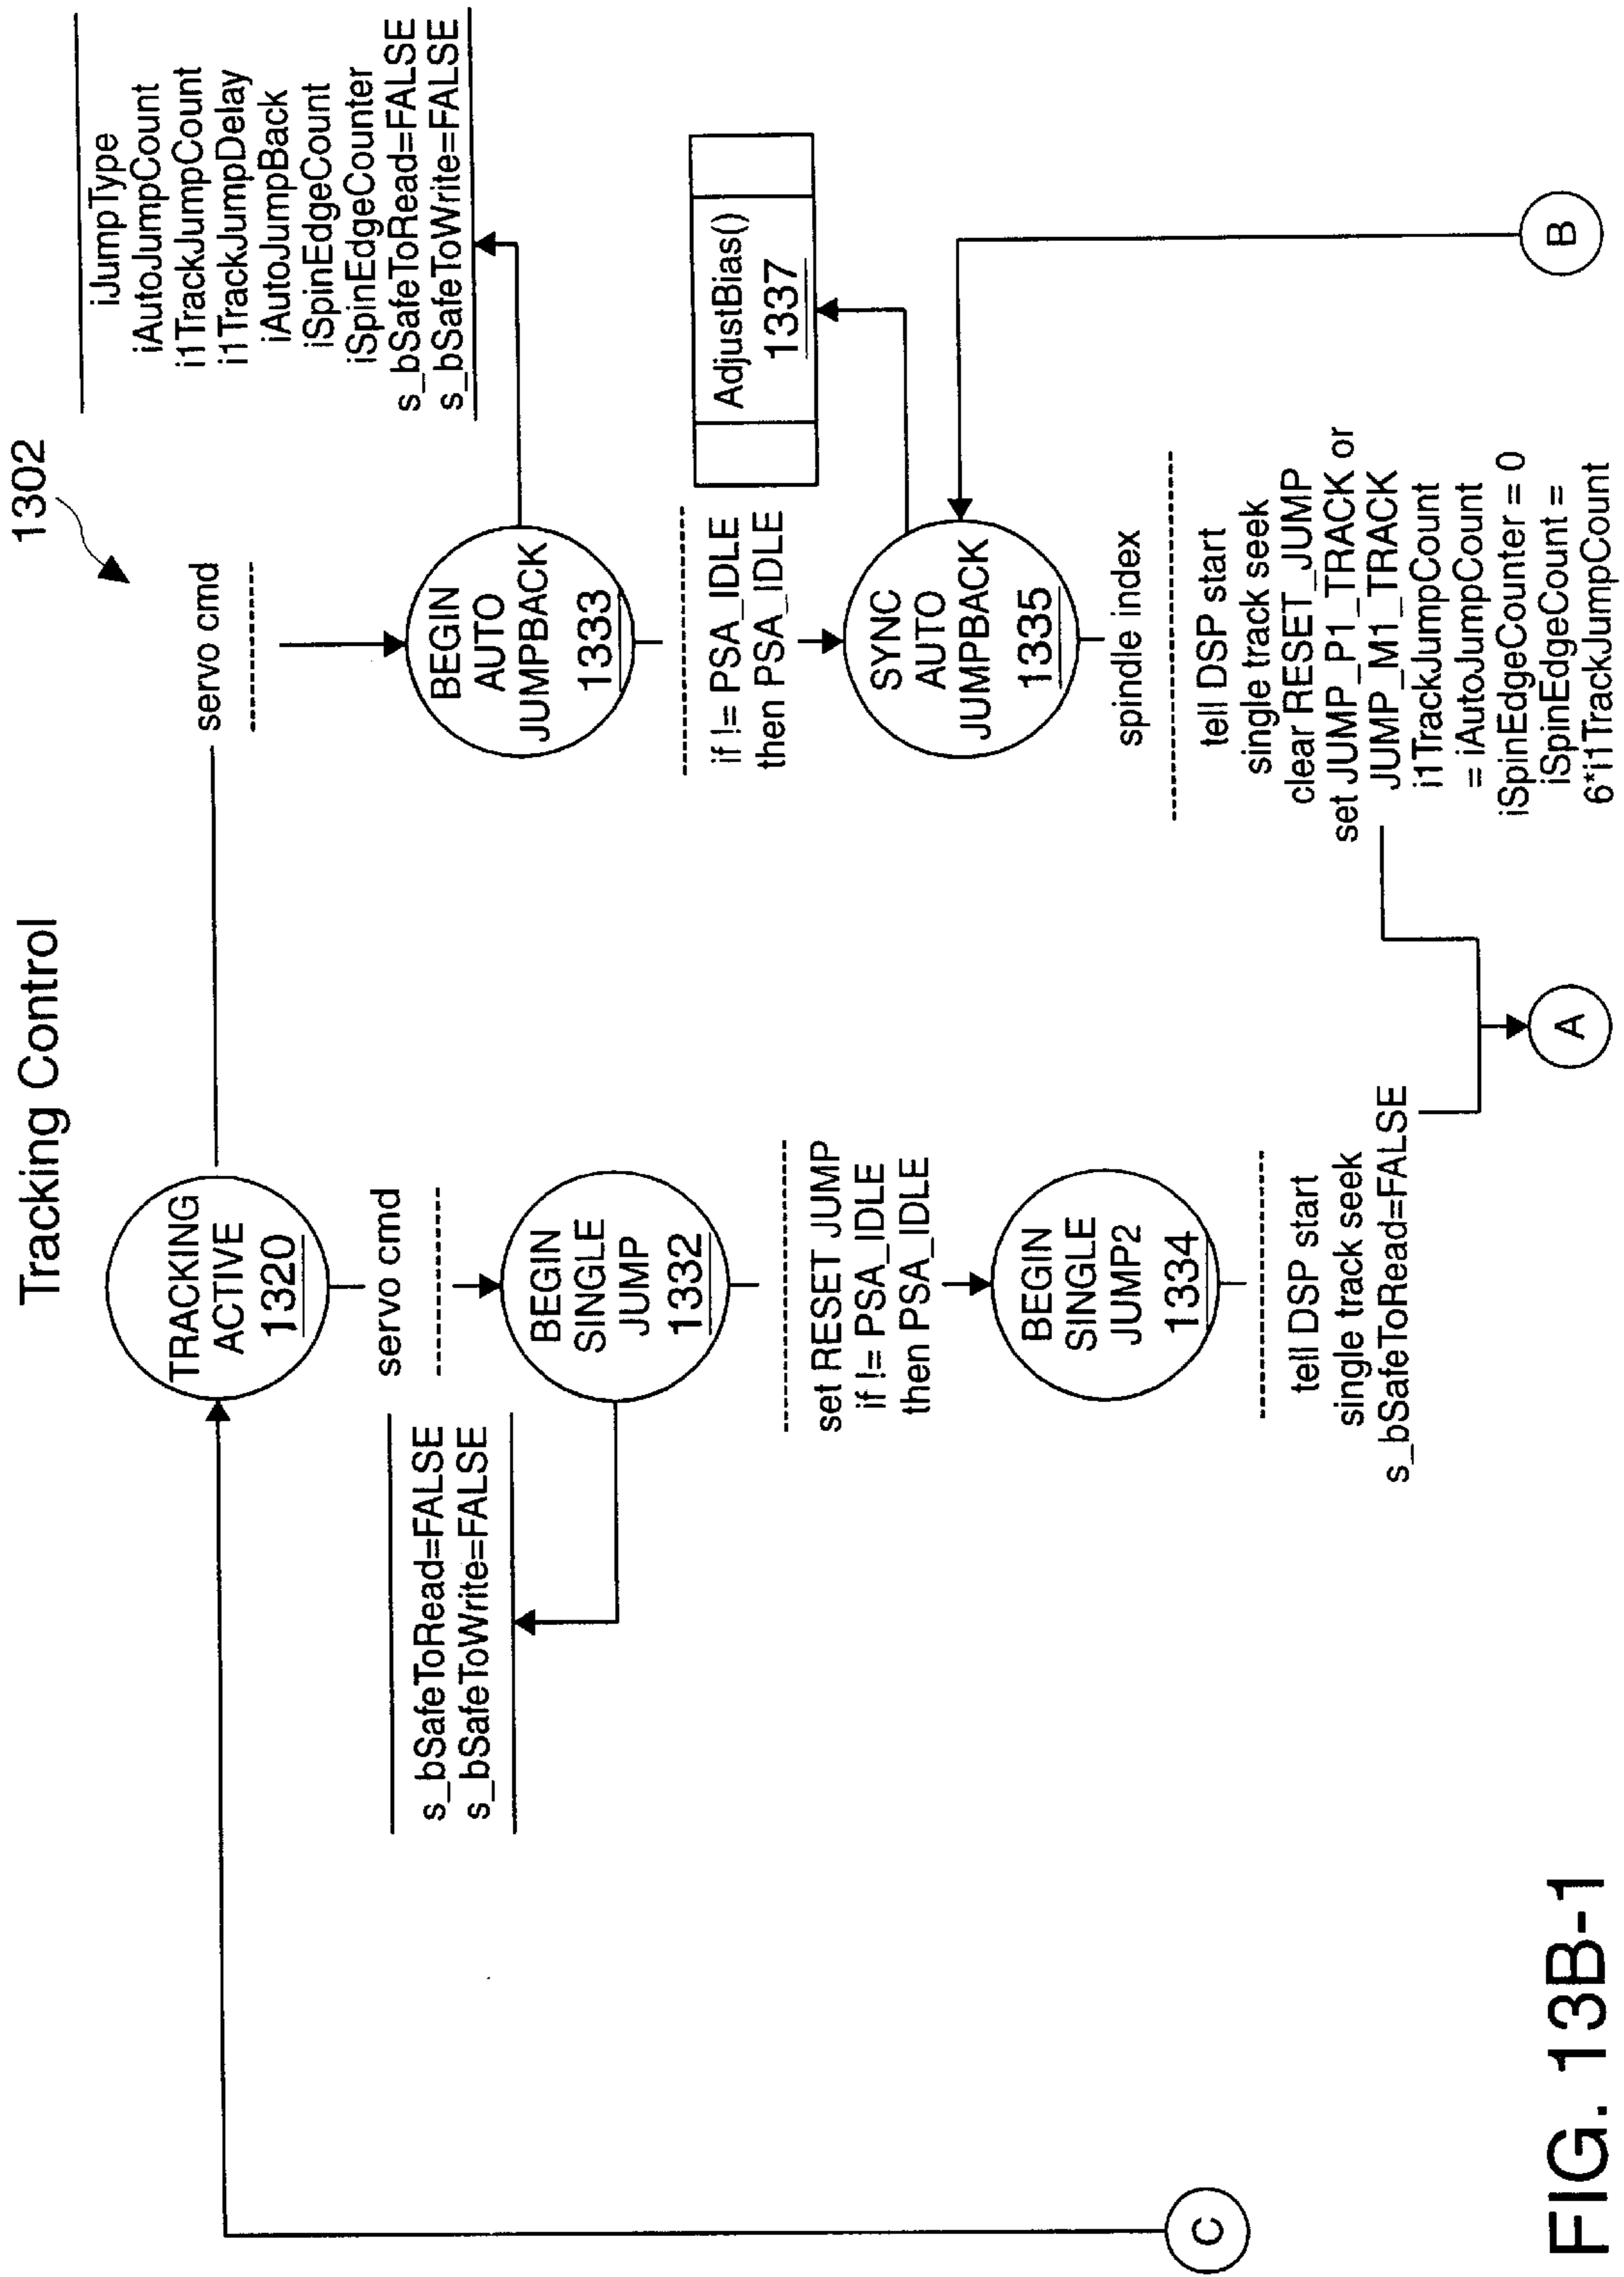 Tracking Control
1302
TRACKING
ACTIVE
1320
servo cmd
iJumpType
iAutoJumpCount
i1TrackJumpCount
i1TrackJumpDelay
iAutoJumpBack
iSpinEdgeCount
iSpinEdgeCounter
s_bSafeToRead=FALSE
s_bSafeToWrite=FALSE
servo cmd
s_bSafeToRead=FALSE
s_bSafeToWrite=FALSE
BEGIN
SINGLE
JUMP
1332
BEGIN
AUTO
JUMPBACK
1333
set RESET JUMP
if != PSA_IDLE
then PSA_IDLE
if != PSA_IDLE
then PSA_IDLE
AdjustBias()
1337
BEGIN
SINGLE
JUMP2
1334
SYNC
AUTO
JUMPBACK
1335
spindle index
tell DSP start
single track seek
s_bSafeToRead=FALSE
tell DSP start
single track seek
clear RESET_JUMP
set JUMP_P1_TRACK or
JUMP_M1_TRACK
i1TrackJumpCount
= iAutoJumpCount
iSpinEdgeCounter = 0
iSpinEdgeCount =
6*i1TrackJumpCount
C
A
B
FIG. 13B-1